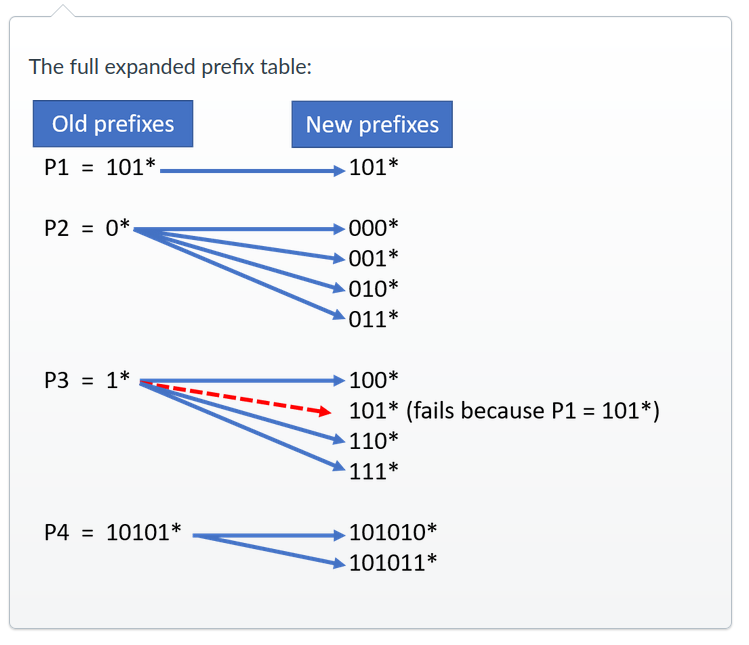 The full expanded prefix table:
Old prefixes New prefixes
P1 = 101* 101*
P2 = 0* 000*
001*
010*
011*
P3 = 1* 100*
101* (fails because P1 = 101*)
110*
111*
P4 = 10101* 101010*
101011*